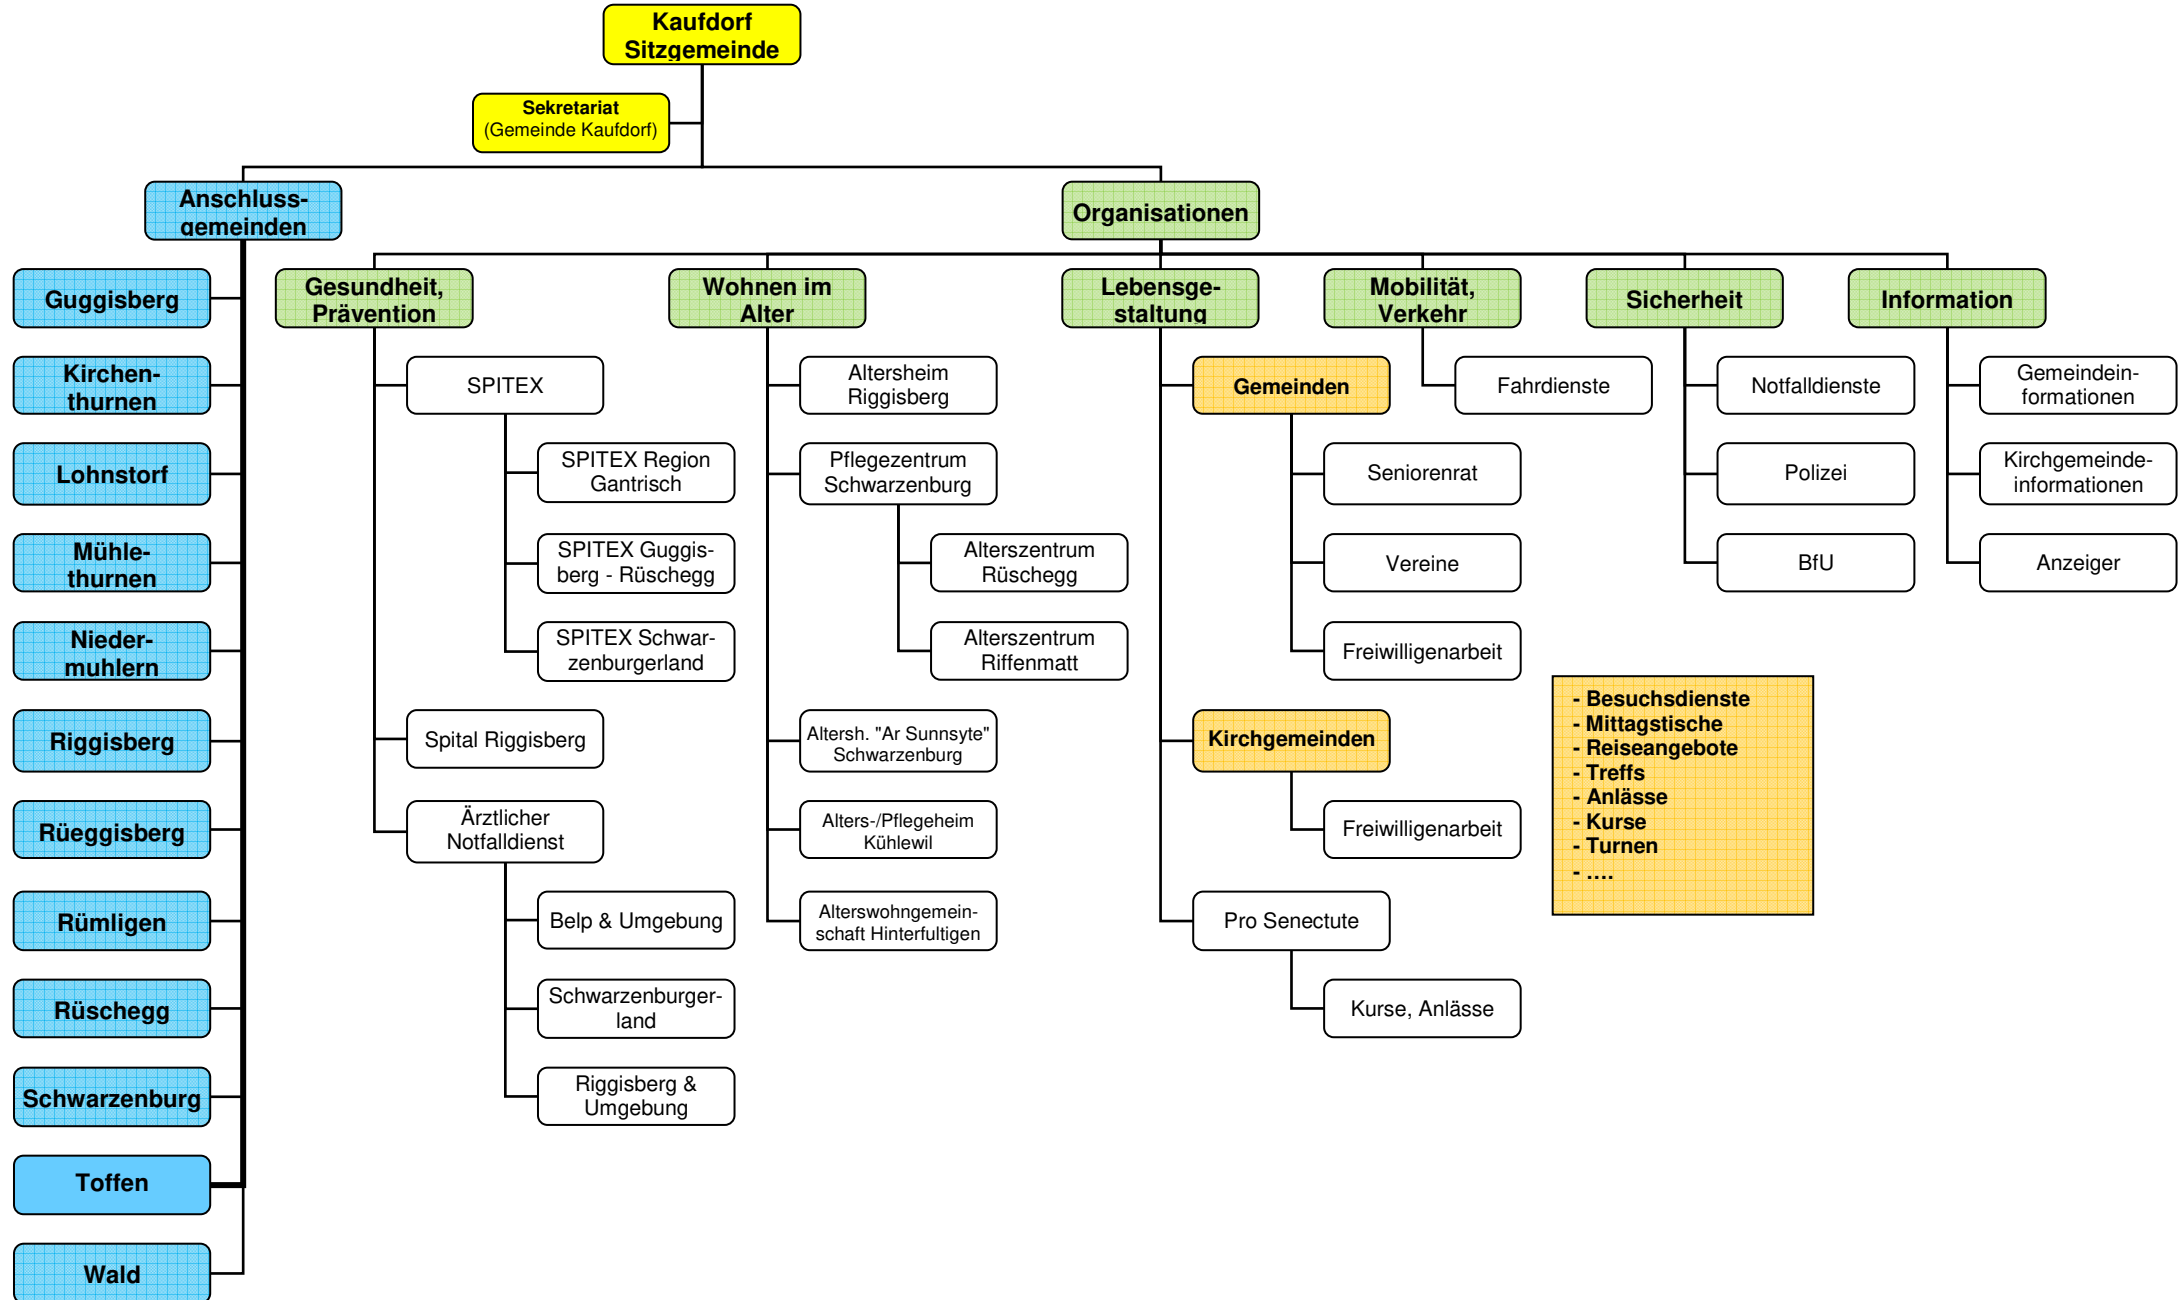 Kaufdorf
Sitzgemeinde
Sekretariat
(Gemeinde Kaufdorf)
Anschluss-
gemeinden
Organisationen
Guggisberg
Kirchen-
thurnen
Lohnstorf
Mühle-
thurnen
Nieder-
muhlern
Riggisberg
Rüeggisberg
Rümligen
Rüschegg
Schwarzenburg
Toffen
Wald
Gesundheit,
Prävention
SPITEX
SPITEX Region
Gantrisch
SPITEX Guggis-
berg - Rüschegg
SPITEX Schwar-
zenburgerland
Spital Riggisberg
Ärztlicher
Notfalldienst
Belp & Umgebung
Schwarzenburger-
land
Riggisberg &
Umgebung
Wohnen im
Alter
Altersheim
Riggisberg
Pflegezentrum
Schwarzenburg
Alterszentrum
Rüschegg
Alterszentrum
Riffenmatt
Altersh. "Ar Sunnsyte"
Schwarzenburg
Alters-/Pflegeheim
Kühlewil
Alterswohngemein-
schaft Hinterfultigen
Lebensge-
staltung
Gemeinden
Seniorenrat
Vereine
Freiwilligenarbeit
Kirchgemeinden
Freiwilligenarbeit
Pro Senectute
Kurse, Anlässe
Mobilität,
Verkehr
Fahrdienste
Sicherheit
Notfalldienste
Polizei
BfU
Information
Gemeindein-
formationen
Kirchgemeinde-
informationen
Anzeiger
- Besuchsdienste
- Mittagstische
- Reiseangebote
- Treffs
- Anlässe
- Kurse
- Turnen
- ....